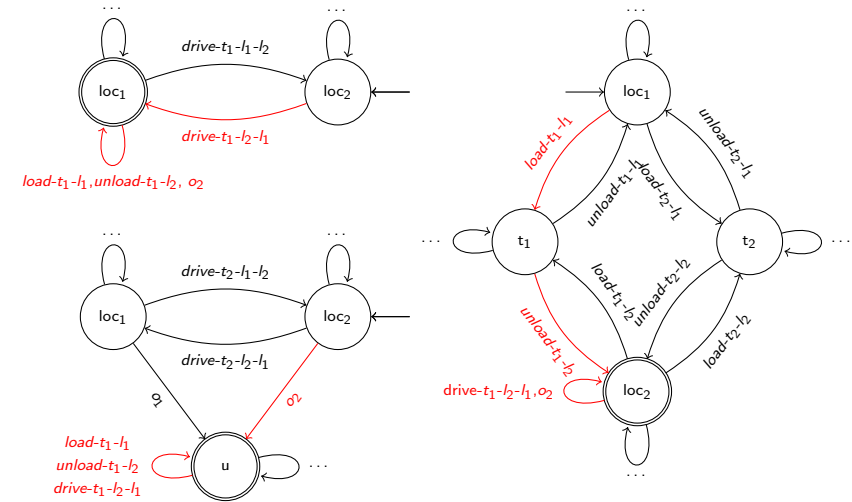 ...
...
drive-t₁-l₁-l₂
loc₁
loc₂
drive-t₁-l₂-l₁
load-t₁-l₁,unload-t₁-l₂, o₂
...
...
drive-t₂-l₁-l₂
loc₁
loc₂
drive-t₂-l₂-l₁
o₁
o₂
load-t₁-l₁
unload-t₁-l₂
drive-t₁-l₂-l₁
u
...
...
loc₁
load-t₁-l₁
unload-t₁-l₁
load-t₂-l₁
unload-t₂-l₁
...
t₁
t₂
...
unload-t₁-l₂
load-t₁-l₂
unload-t₂-l₂
load-t₂-l₂
drive-t₁-l₂-l₁,o₂
loc₂
...